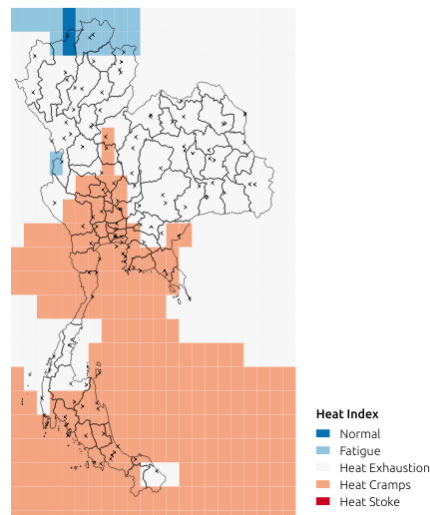 Heat Index
Normal
Fatigue
Heat Exhaustion
Heat Cramps
Heat Stoke